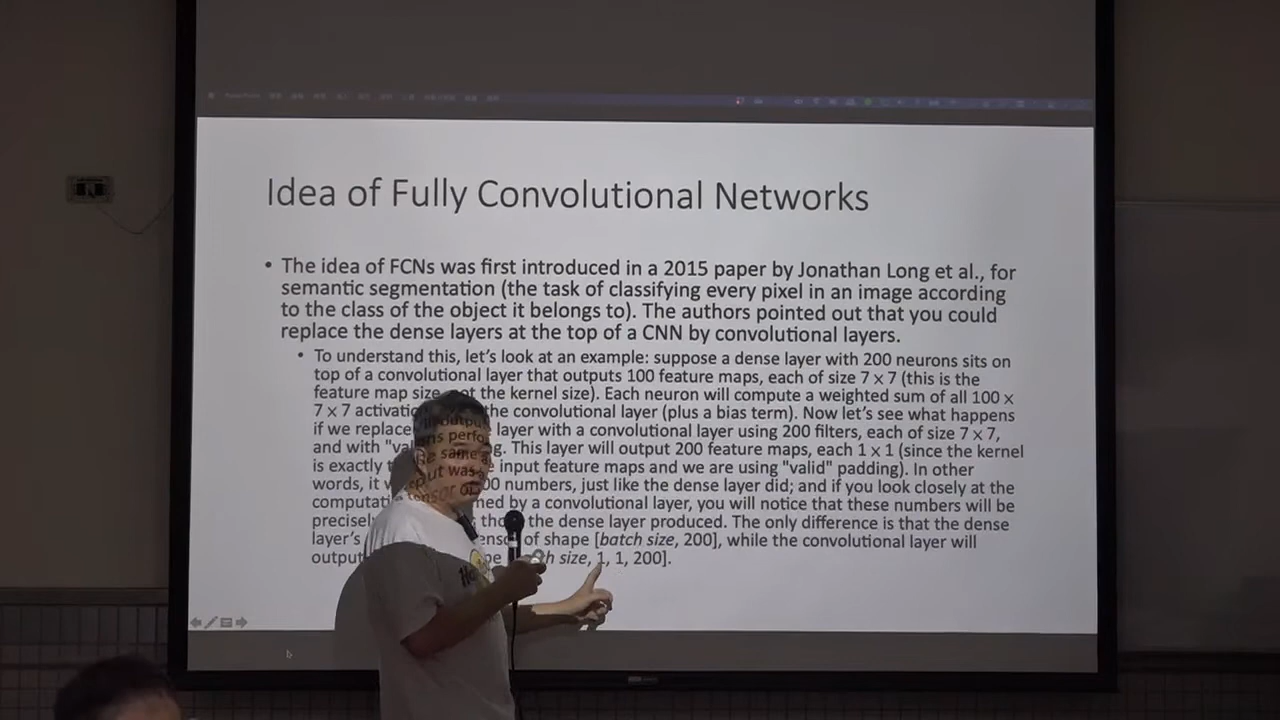 Idea of Fully Convolutional Networks
• The idea of FCNs was first introduced in a 2015 paper by Jonathan Long et al., for
semantic segmentation (the task of classifying every pixel in an image according
to the class of the object it belongs to). The authors pointed out that you could
replace the dense layers at the top of a CNN by convolutional layers.
• To understand this, let's look at an example: suppose a dense layer with 200 neurons sits on
top of a convolutional layer that outputs 100 feature maps, each of size 7 x 7 (this is the
feature map size, not the kernel size). Each neuron will compute a weighted sum of all 100 x
7 x 7 the convolutional layer (plus a bias term). Now let's see what happens
if we replace layer with a convolutional layer using 200 filters, each of size 7 x 7,
and with This layer will output 200 feature maps, each 1 x 1 (since the kernel
is exactly input feature maps and we are using "valid" padding). In other
words, it numbers, just like the dense layer did; and if you look closely at the
by a convolutional layer, you will notice that these numbers will be
precisely the dense layer produced. The only difference is that the dense
layer's of shape [batch size, 200], while the convolutional layer will
output size, 1, 1, 200].